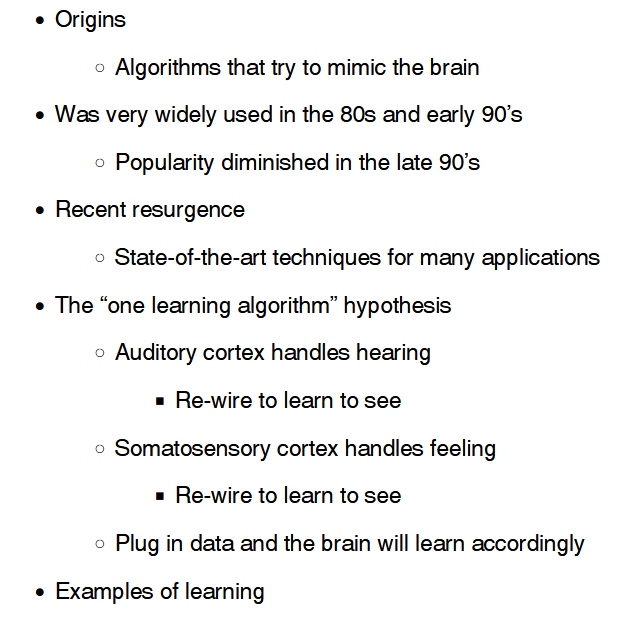 • Origins
○ Algorithms that try to mimic the brain
• Was very widely used in the 80s and early 90’s
○ Popularity diminished in the late 90’s
• Recent resurgence
○ State-of-the-art techniques for many applications
• The “one learning algorithm” hypothesis
○ Auditory cortex handles hearing
▪ Re-wire to learn to see
○ Somatosensory cortex handles feeling
▪ Re-wire to learn to see
○ Plug in data and the brain will learn accordingly
• Examples of learning